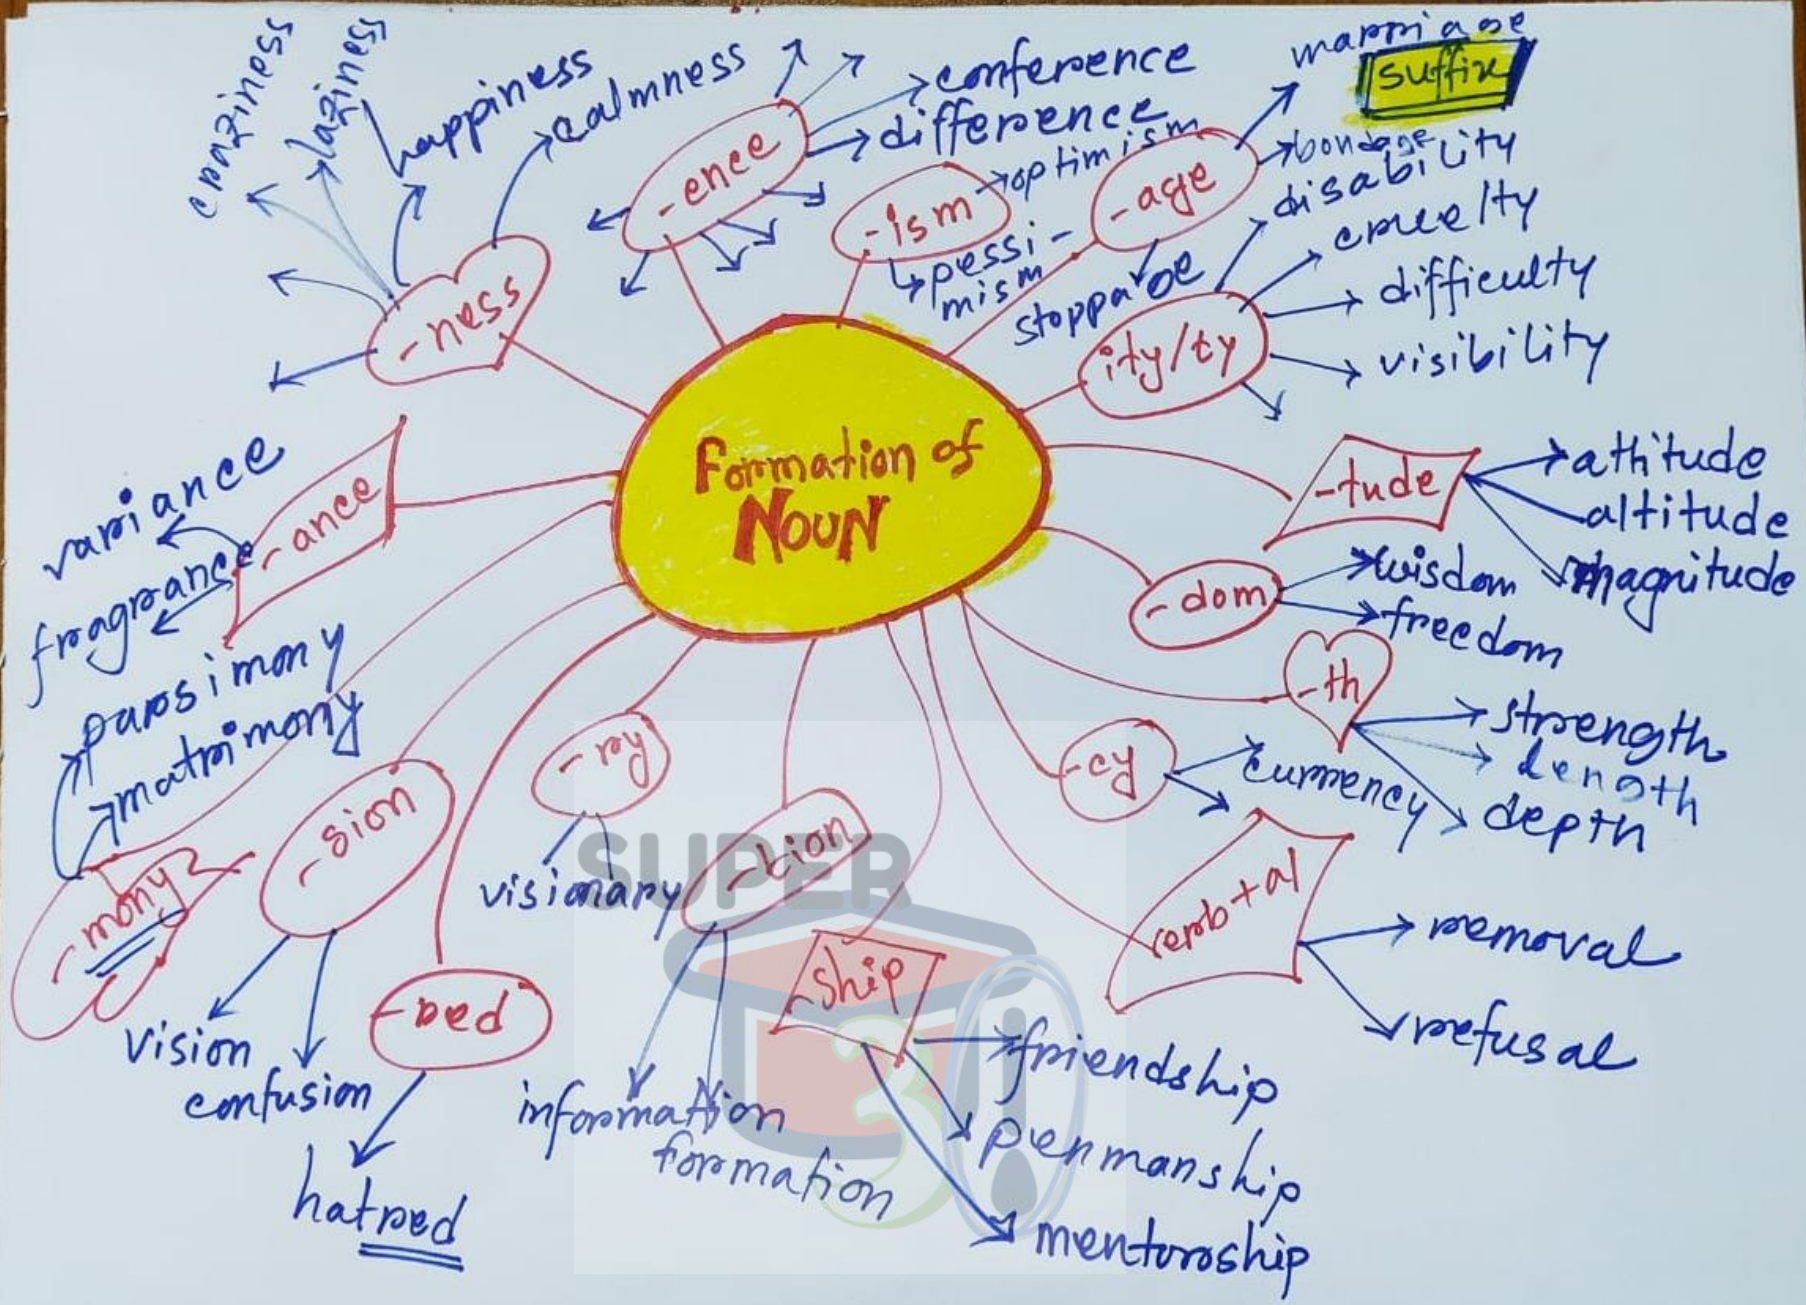 Formation of
NOUN
suffix
-ness
craziness
laziness
happiness
calmness
-ence
conference
difference
-ism
optimism
pessi-
mism
-age
marriage
bondage
stoppage
ity/ty
disability
cruelty
difficulty
visibility
-tude
attitude
altitude
magnitude
-dom
wisdom
freedom
-th
strength
length
depth
-cy
currency
verb+al
removal
refusal
-ship
friendship
penmanship
mentorship
-tion
information
formation
-ry
visionary
-red
hatred
-sion
vision
confusion
-mony
parsimony
matrimony
-ance
variance
fragrance
SUPER
3